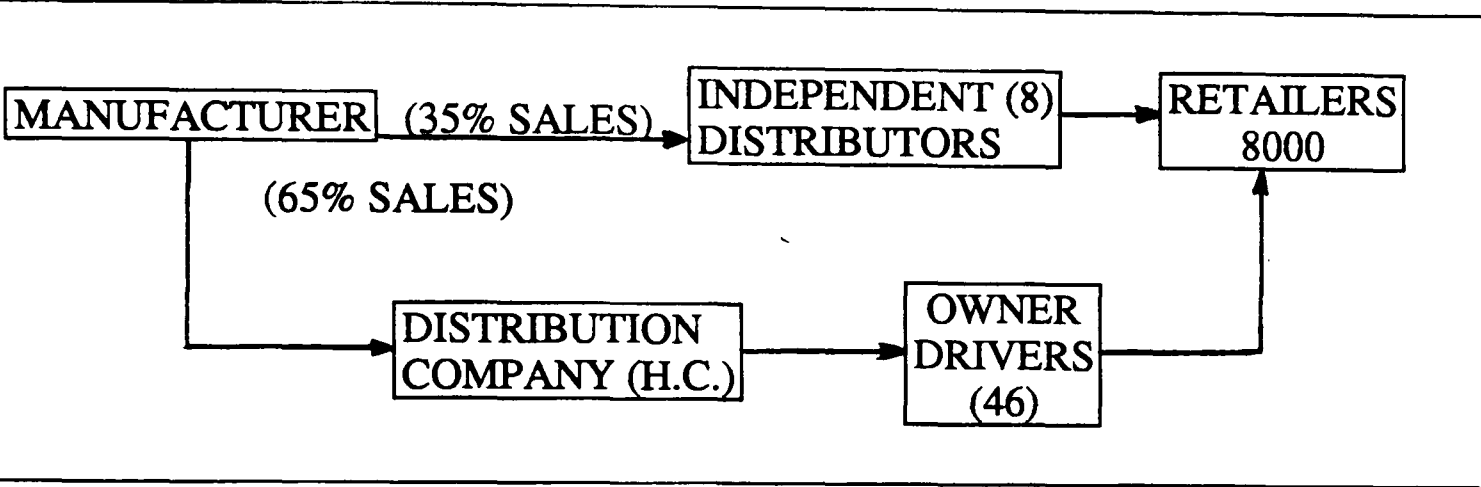 MANUFACTURER
(35% SALES)
INDEPENDENT (8)
DISTRIBUTORS
RETAILERS
8000
(65% SALES)
DISTRIBUTION
COMPANY (H.C.)
OWNER
DRIVERS
(46)